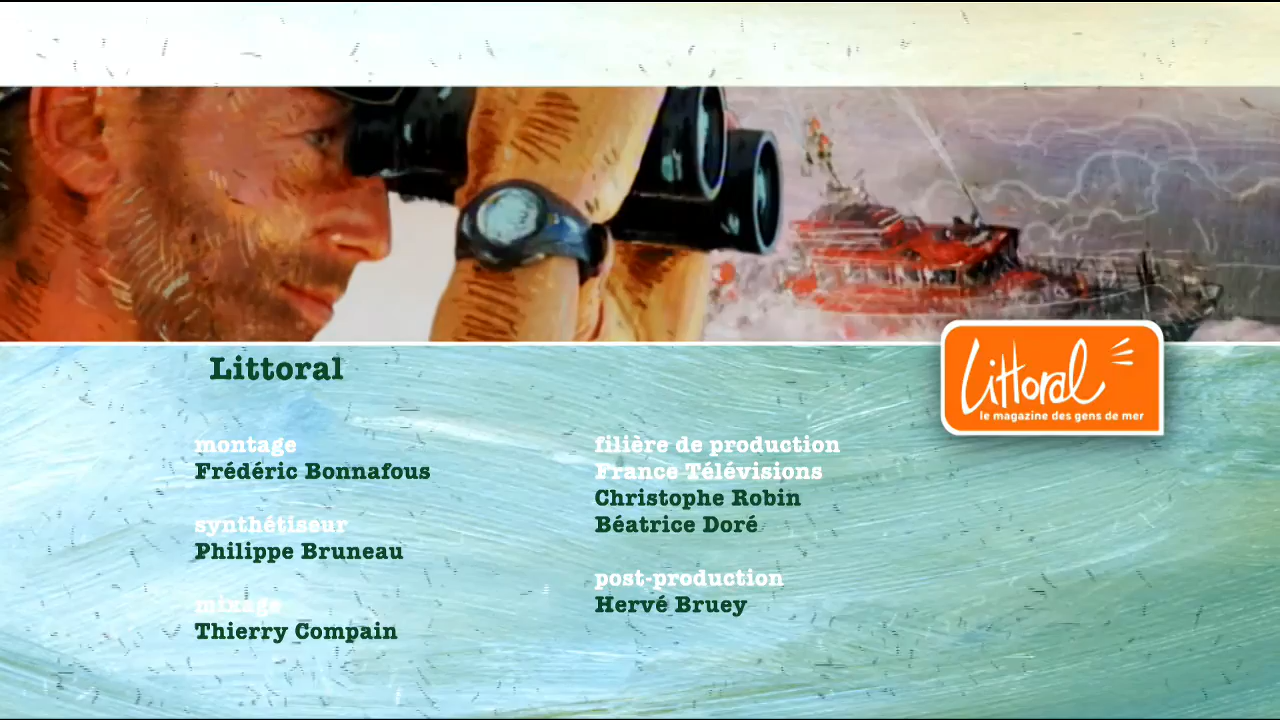 Littoral
montage
Frédéric Bonnafous
synthétiseur
Philippe Bruneau
mixage
Thierry Compain
filière de production
France Télévisions
Christophe Robin
Béatrice Doré
post-production
Hervé Bruey
Littoral
le magazine des gens de mer